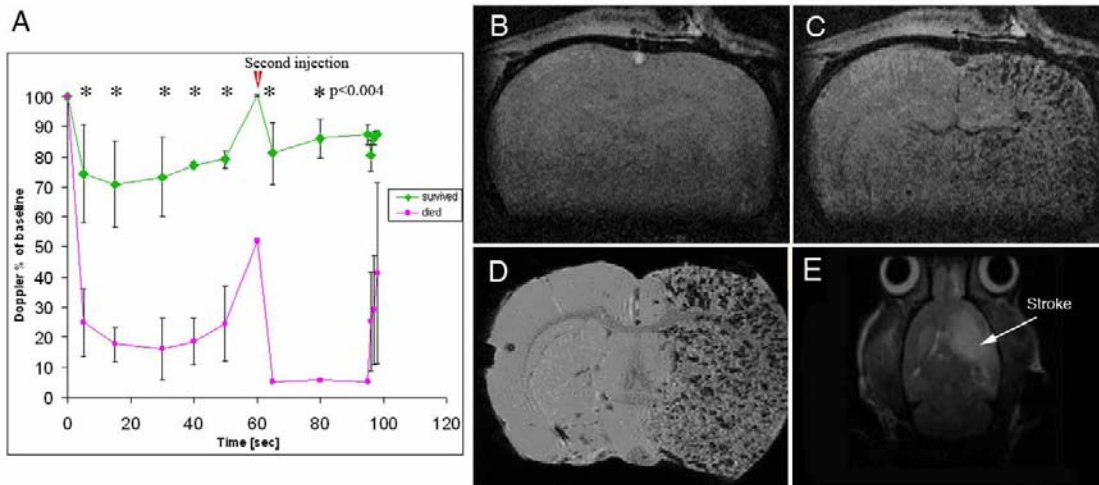 A
Second injection
* * * * * * * p<0.004
100
90
80
70
60
50
40
30
20
10
0
Doppler % of baseline
0 20 40 60 80 100 120
Time [sec]
survived
died
B
C
D
E
Stroke